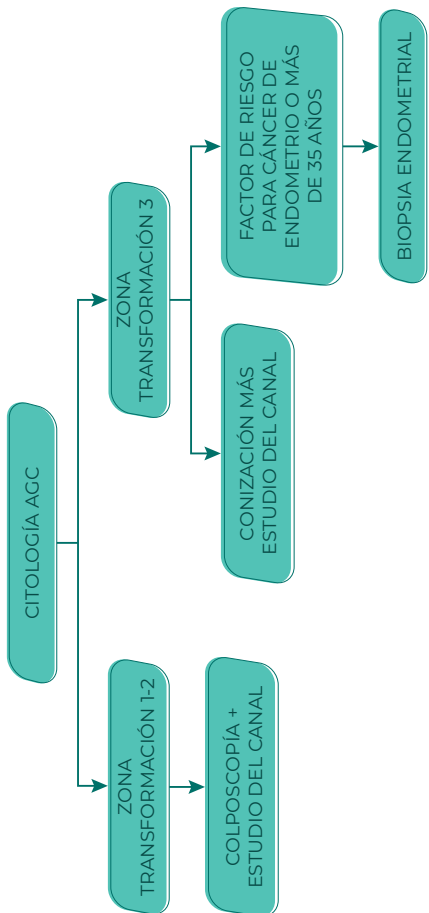 CITOLOGÍA AGC
ZONA
TRANSFORMACIÓN 1-2
ZONA
TRANSFORMACIÓN 3
COLPOSCOPÍA +
ESTUDIO DEL CANAL
CONIZACIÓN MÁS
ESTUDIO DEL CANAL
FACTOR DE RIESGO
PARA CÁNCER DE
ENDOMETRIO O MÁS
DE 35 AÑOS
BIOPSIA ENDOMETRIAL